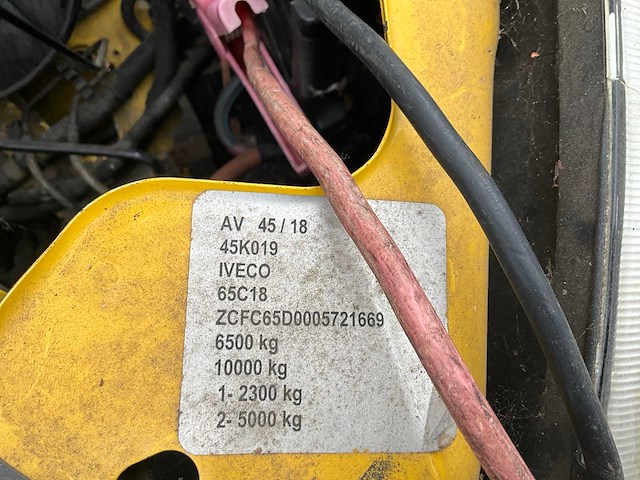 AV 45 / 18
45K019
IVECO
65C18
ZCFC65D0005721669
6500 kg
10000 kg
1- 2300 kg
2- 5000 kg